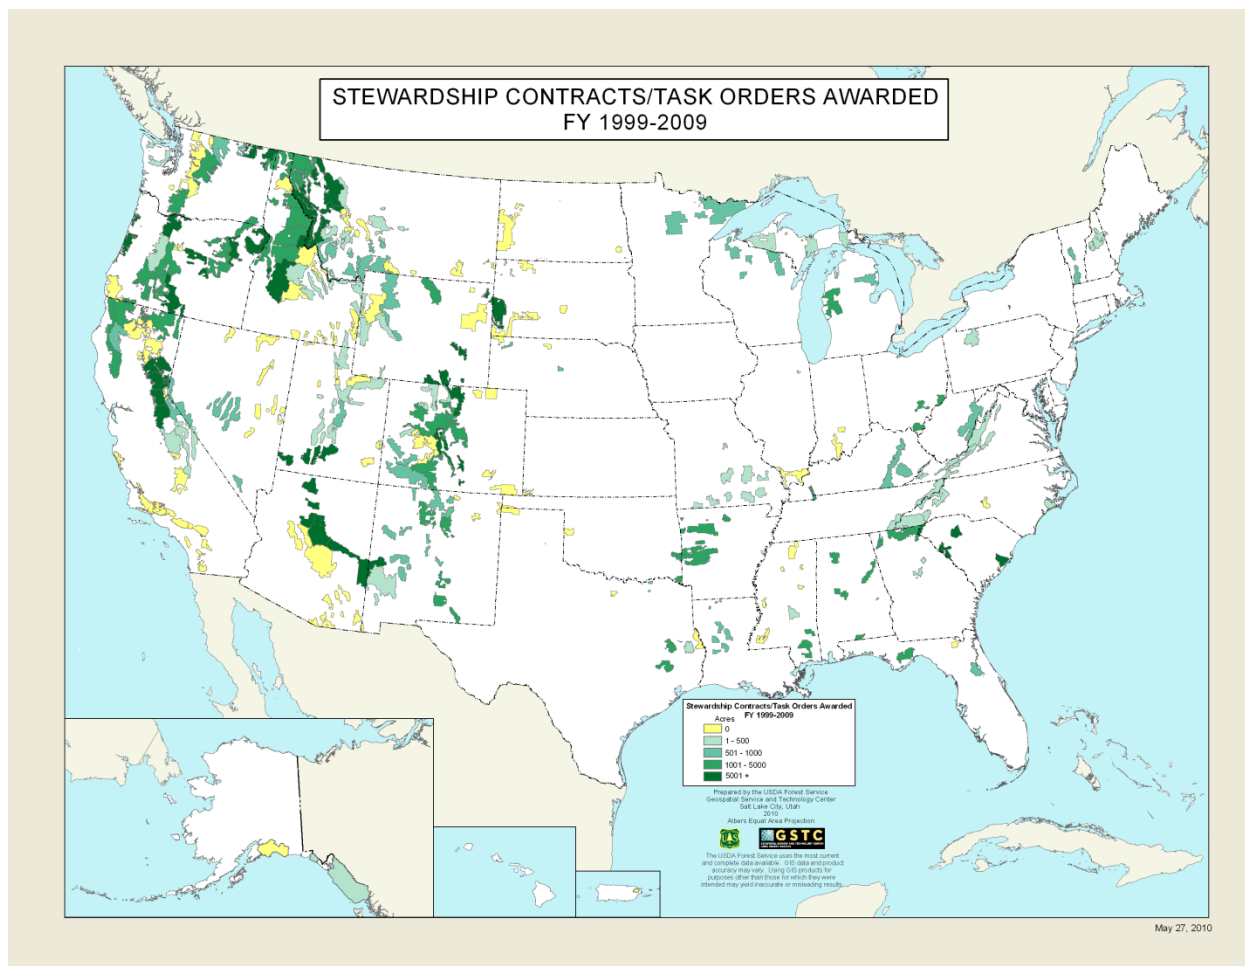 STEWARDSHIP CONTRACTS/TASK ORDERS AWARDED
FY 1999-2009
Stewardship Contracts/Task Orders Awarded
FY 1999-2009
Acres
0
1 - 500
501 - 1000
1001 - 5000
5001 +
Prepared by the USDA Forest Service
Geospatial Service and Technology Center
Salt Lake City, Utah
2010
Albers Equal Area Projection
GSTC
The USDA Forest Service uses the most current
and complete data available. GIS data and product
accuracy may vary. Using GIS products for
purposes other than those for which they were
intended may yield inaccurate or misleading results.
May 27, 2010